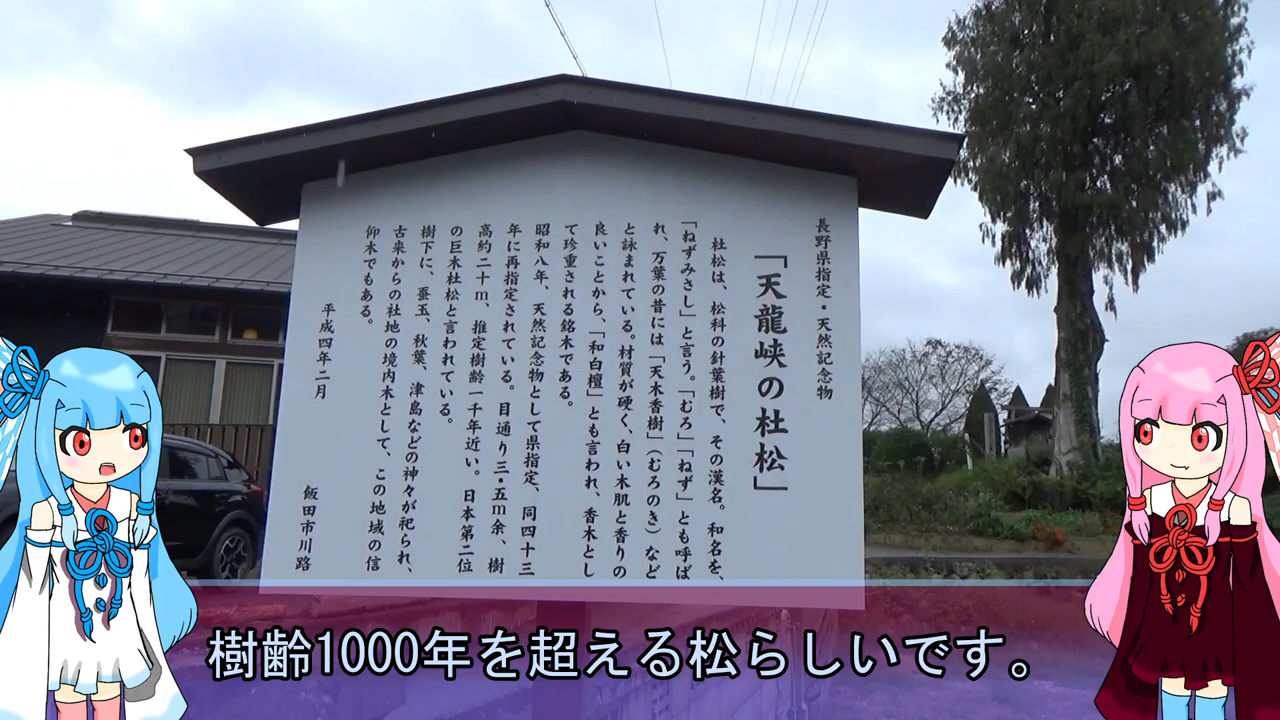 長野県指定・天然記念物
「天龍峡の杜松」
杜松は、松科の針葉樹で、その漢名。和名を、
「ねずみさし」と言う。「むろ」「ねず」とも呼ば
れ、万葉の昔には「天木香樹」（むろのき）など
と詠まれている。材質が硬く、白い木肌と香りの
良いことから、「和白檀」とも言われ、香木とし
て珍重される銘木である。
昭和八年、天然記念物として県指定、同四十三
年に再指定されている。目通り三・五m余、樹
高約二十m、推定樹齢一千年近い。日本第二位
の巨木杜松と言われている。
樹下に、蚕玉、秋葉、津島などの神々が祀られ、
古来からの社地の境内木として、この地域の信
仰木でもある。
平成四年二月
飯田市川路
樹齢1000年を超える松らしいです。